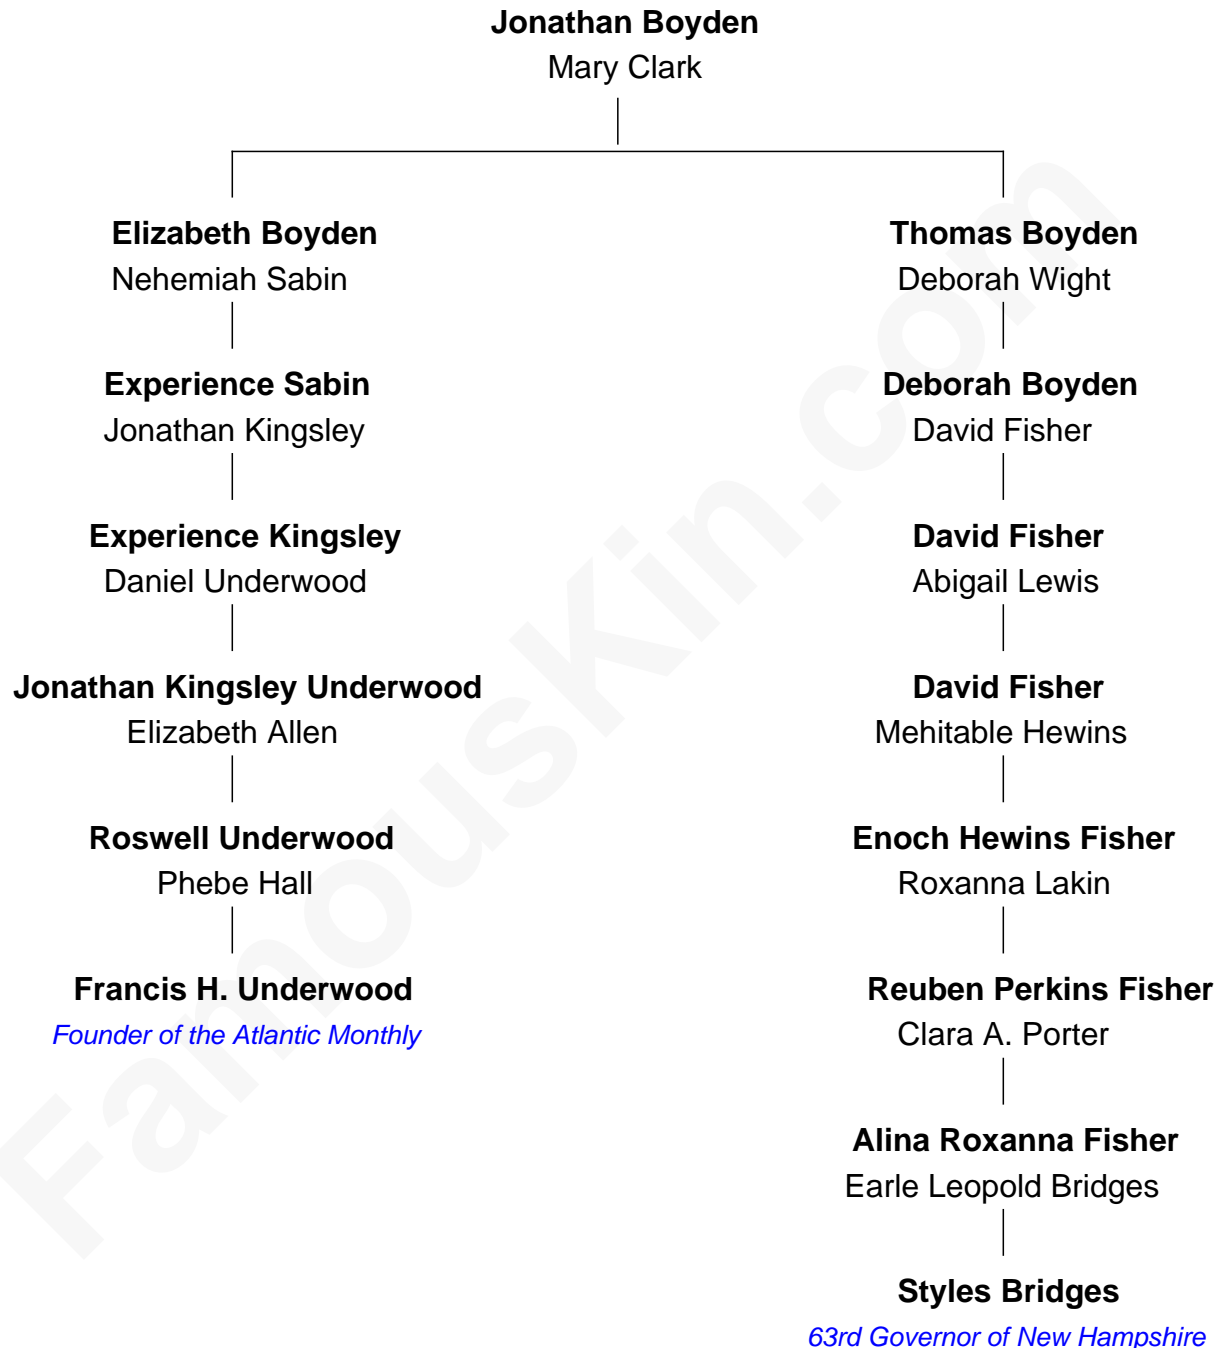 Jonathan Boyden
Mary Clark
Elizabeth Boyden
Nehemiah Sabin
Thomas Boyden
Deborah Wight
Experience Sabin
Jonathan Kingsley
Deborah Boyden
David Fisher
Experience Kingsley
Daniel Underwood
David Fisher
Abigail Lewis
Jonathan Kingsley Underwood
Elizabeth Allen
David Fisher
Mehitable Hewins
Roswell Underwood
Phebe Hall
Enoch Hewins Fisher
Roxanna Lakin
Francis H. Underwood
Founder of the Atlantic Monthly
Reuben Perkins Fisher
Clara A. Porter
Alina Roxanna Fisher
Earle Leopold Bridges
Styles Bridges
63rd Governor of New Hampshire
FamousKin.com